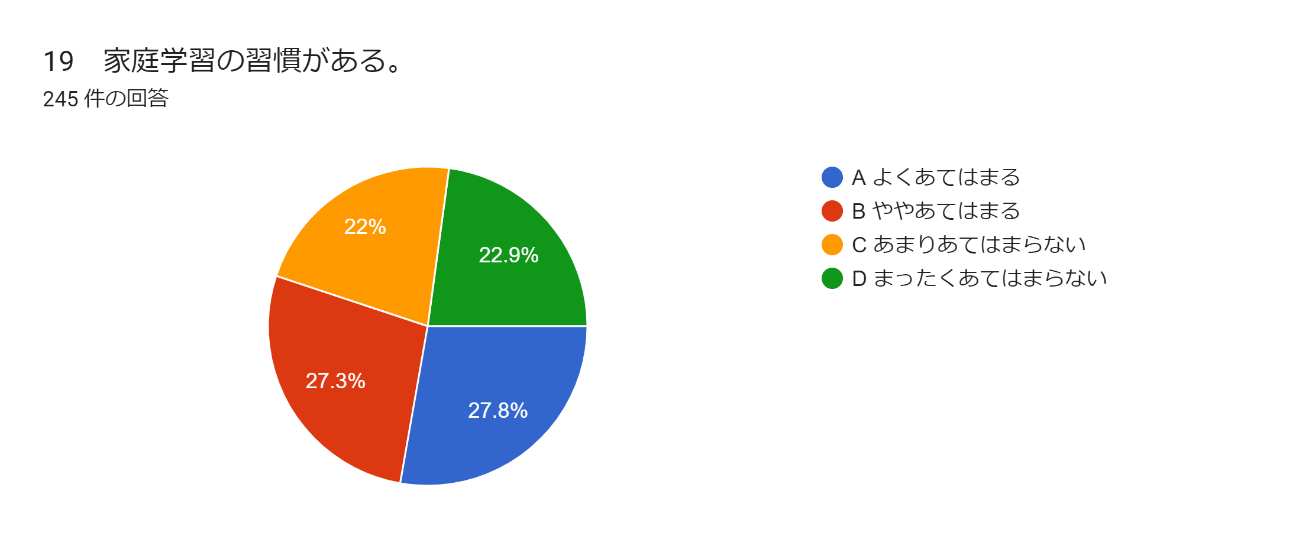 19　家庭学習の習慣がある。
245 件の回答
22%
22.9%
27.3%
27.8%
A よくあてはまる
B ややあてはまる
C あまりあてはまらない
D まったくあてはまらない